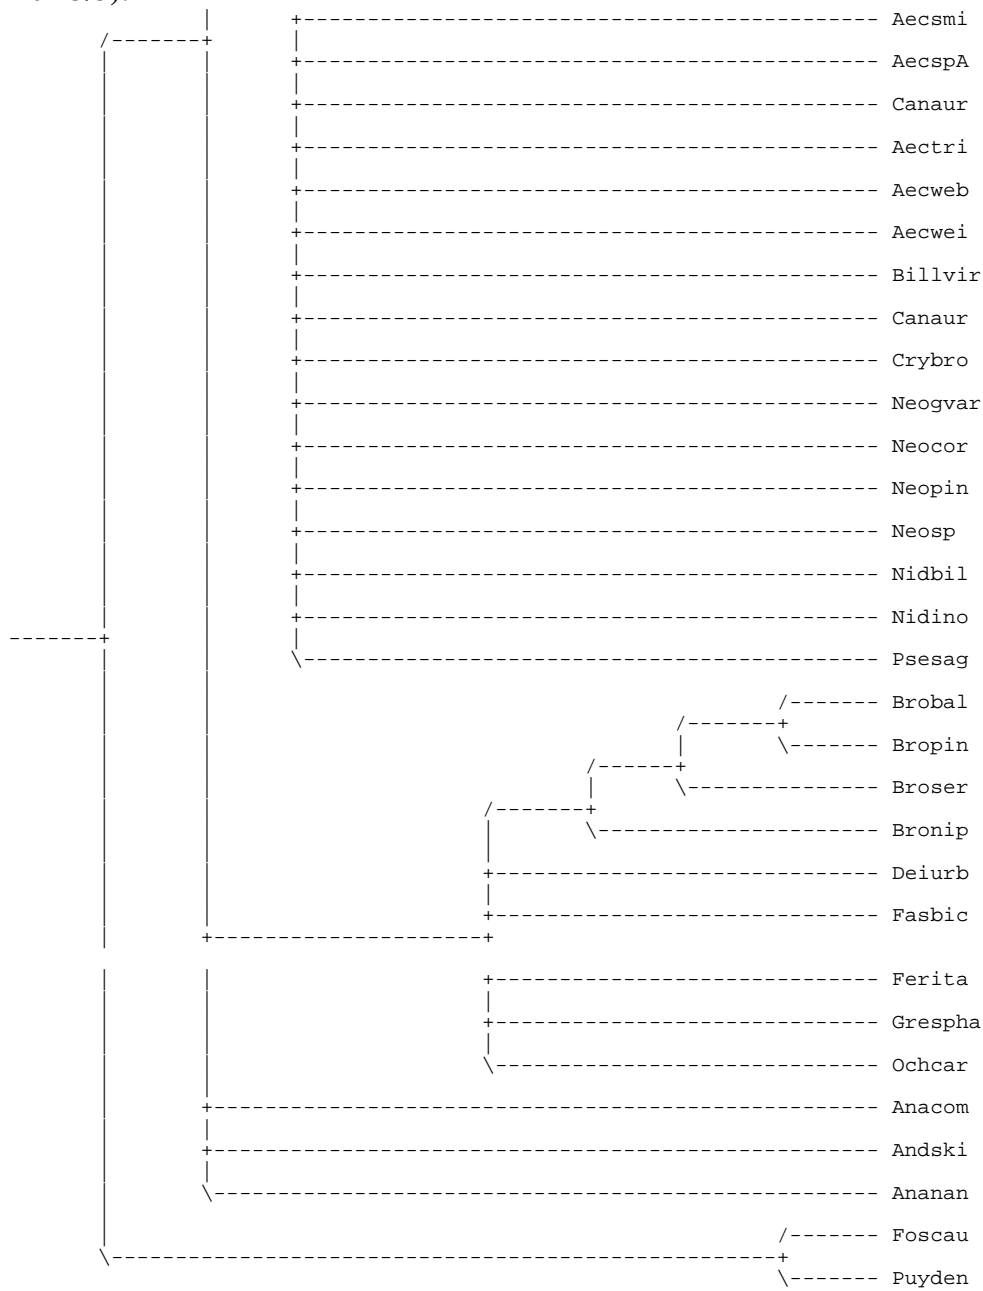 Aecsmi
AecspA
Canaur
Aectri
Aecweb
Aecwei
Billvir
Canaur
Crybro
Neogvar
Neocor
Neopin
Neosp
Nidbil
Nidino
Psesag
Brobal
Bropin
Broser
Bronip
Deiurb
Fasbic
Ferita
Grespha
Ochcar
Anacom
Andski
Ananan
Foscau
Puyden